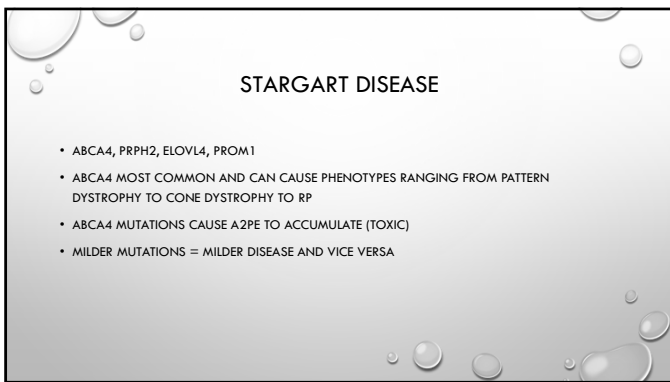 STARGART DISEASE
• ABCA4, PRPH2, ELOVL4, PROM1
• ABCA4 MOST COMMON AND CAN CAUSE PHENOTYPES RANGING FROM PATTERN
DYSTROPHY TO CONE DYSTROPHY TO RP
• ABCA4 MUTATIONS CAUSE A2PE TO ACCUMULATE (TOXIC)
• MILDER MUTATIONS = MILDER DISEASE AND VICE VERSA